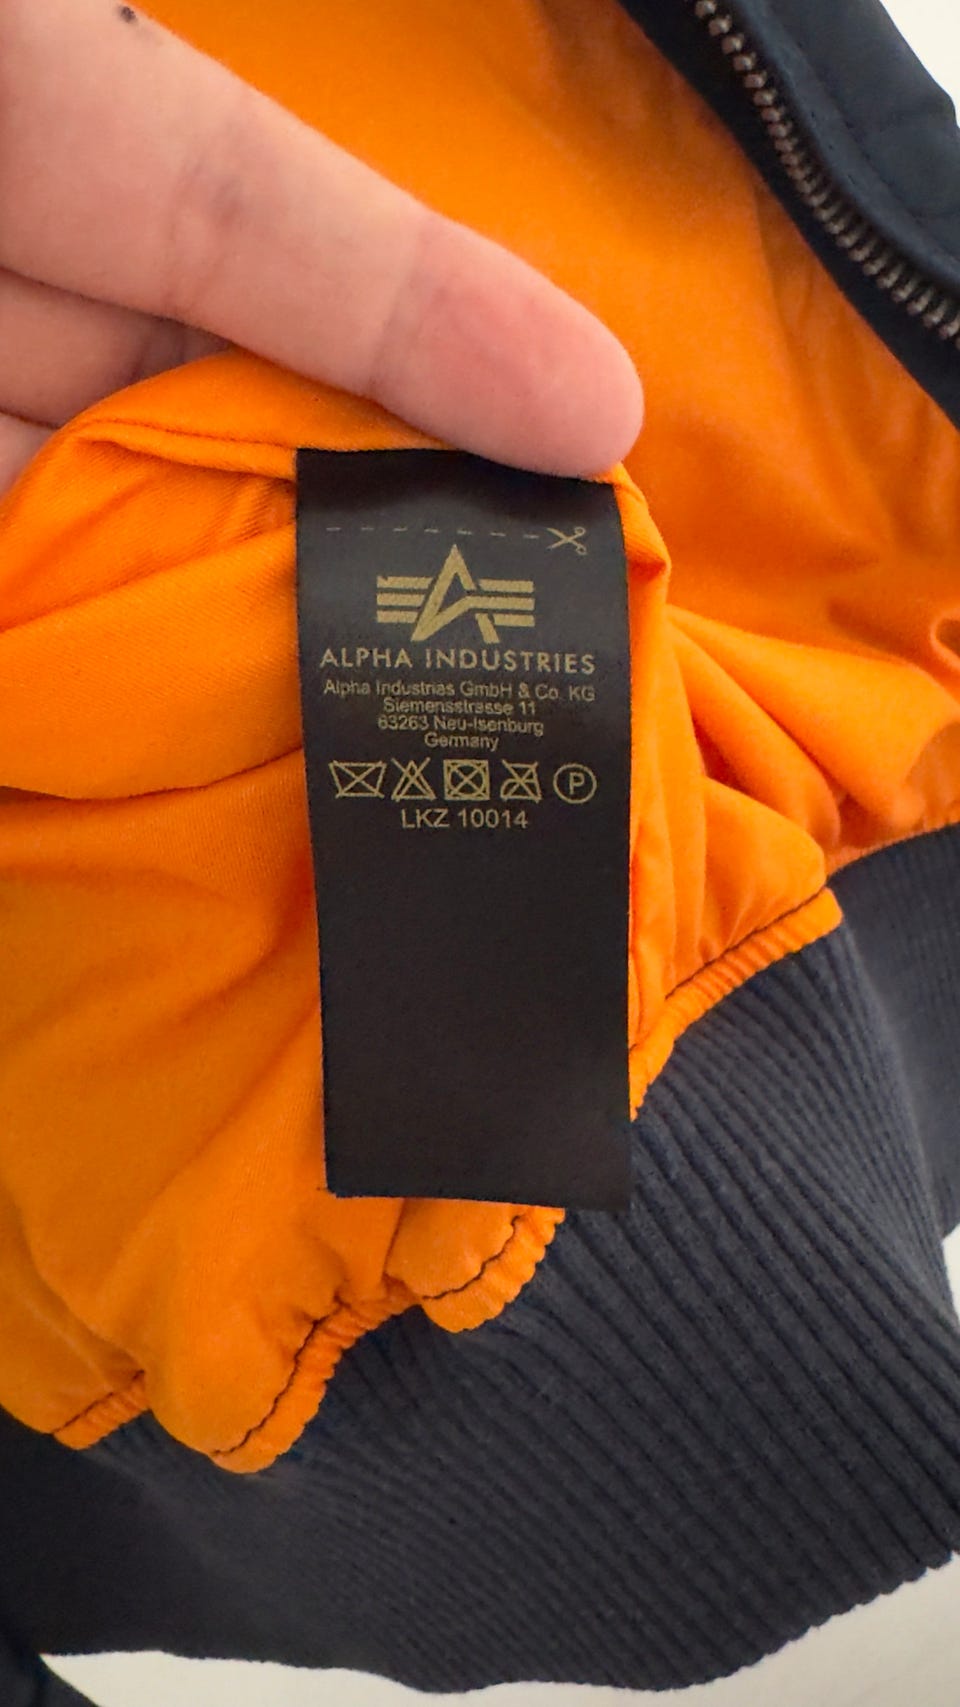 ALPHA INDUSTRIES
Alpha Industries GmbH & Co. KG
Siemensstrasse 11
63263 Neu-Isenburg
Germany
P
LKZ 10014